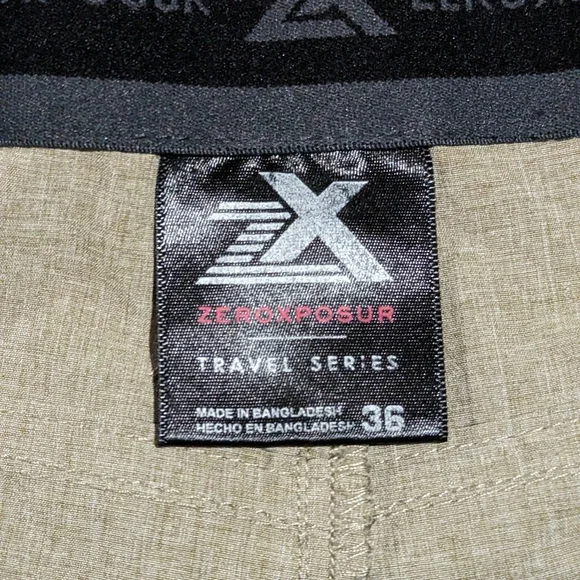 ZX
ZEROXPOSUR
TRAVEL SERIES
MADE IN BANGLADESH
HECHO EN BANGLADESH
36